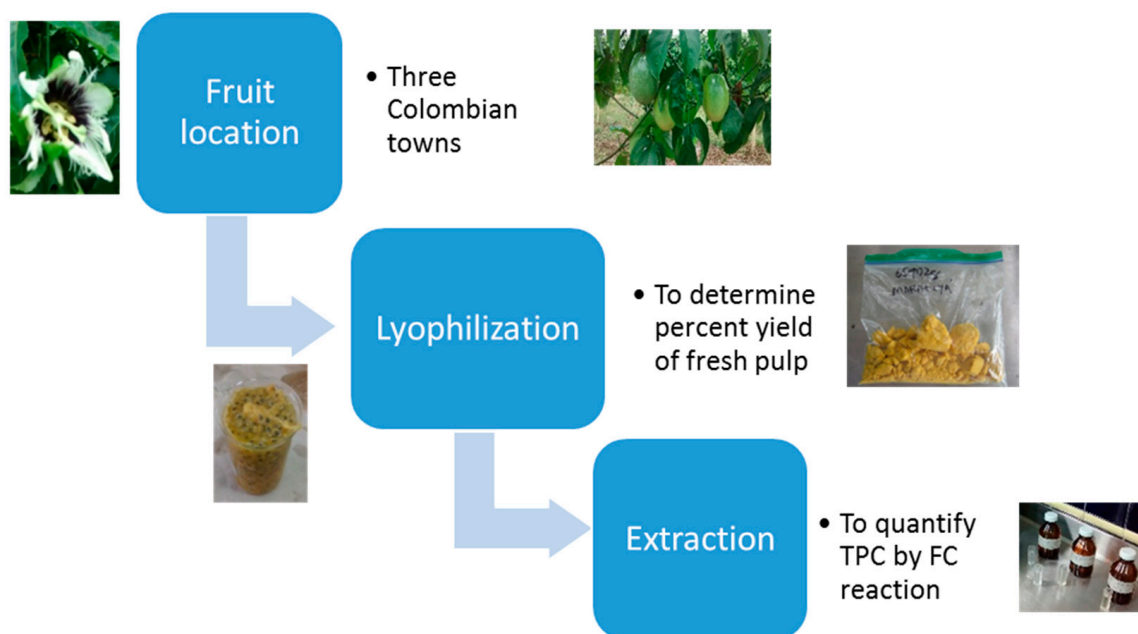 Fruit
location
• Three
Colombian
towns
Lyophilization
• To determine
percent yield
of fresh pulp
Extraction
• To quantify
TPC by FC
reaction